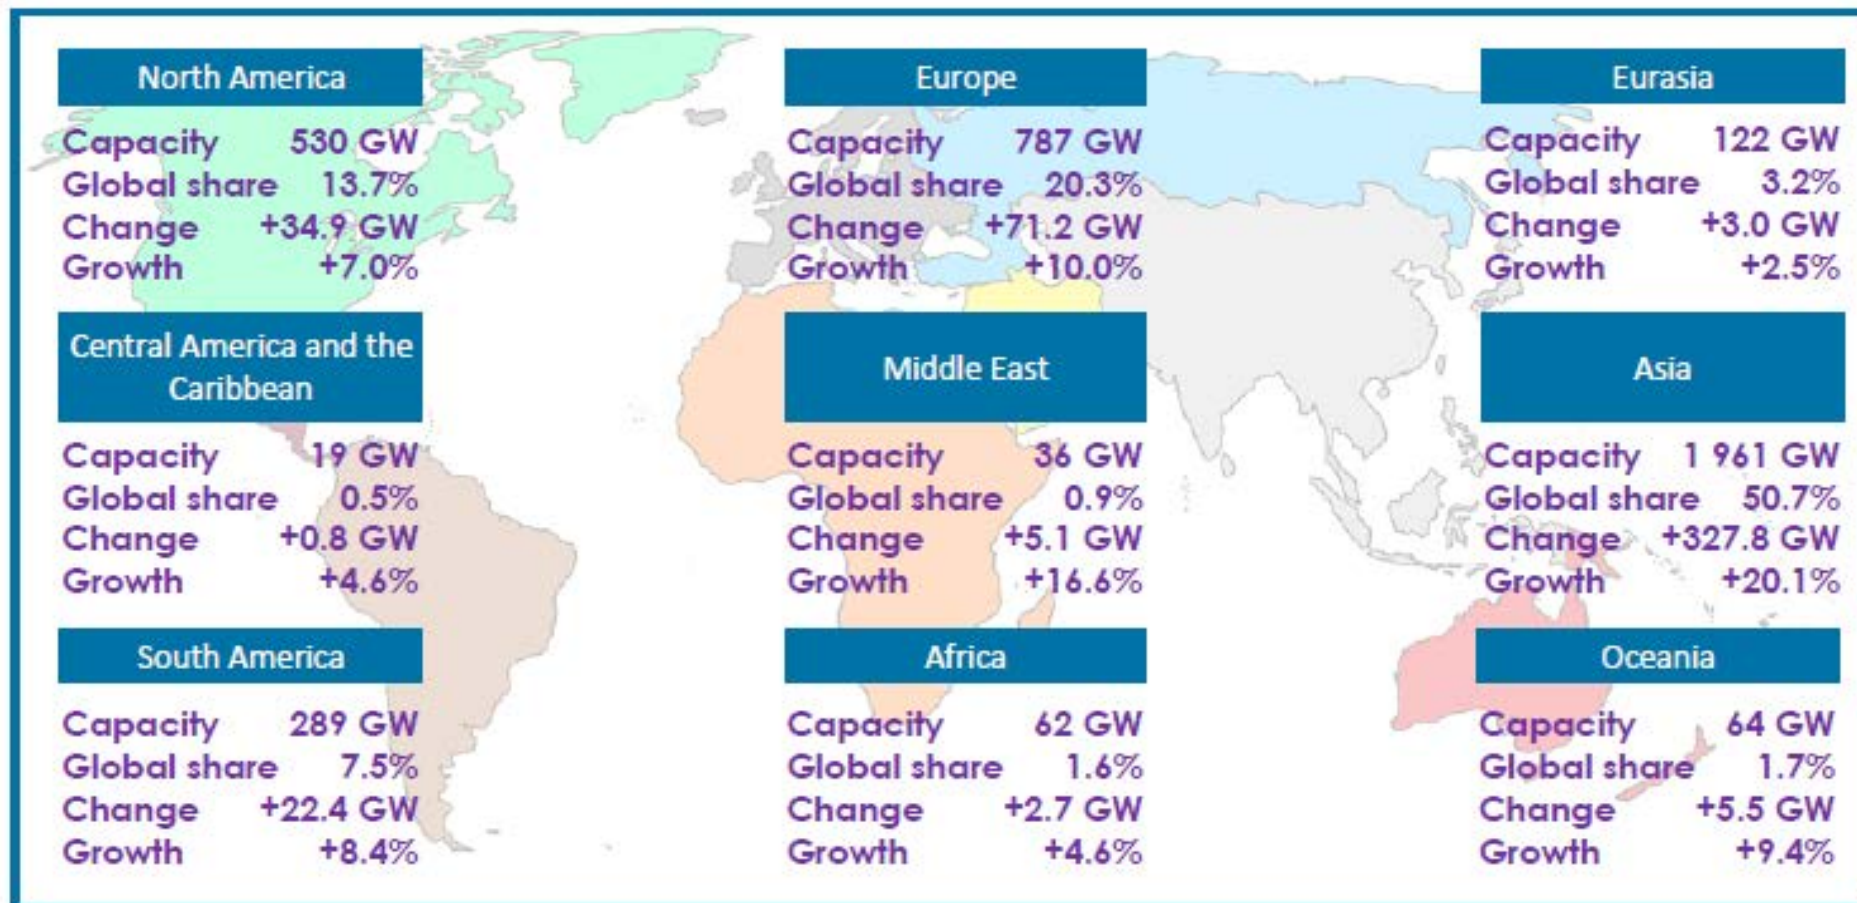 North America
Capacity 530 GW
Global share 13.7%
Change +34.9 GW
Growth +7.0%
Europe
Capacity 787 GW
Global share 20.3%
Change +71.2 GW
Growth +10.0%
Eurasia
Capacity 122 GW
Global share 3.2%
Change +3.0 GW
Growth +2.5%
Central America and the
Caribbean
Capacity 19 GW
Global share 0.5%
Change +0.8 GW
Growth +4.6%
Middle East
Capacity 36 GW
Global share 0.9%
Change +5.1 GW
Growth +16.6%
Asia
Capacity 1 961 GW
Global share 50.7%
Change +327.8 GW
Growth +20.1%
South America
Capacity 289 GW
Global share 7.5%
Change +22.4 GW
Growth +8.4%
Africa
Capacity 62 GW
Global share 1.6%
Change +2.7 GW
Growth +4.6%
Oceania
Capacity 64 GW
Global share 1.7%
Change +5.5 GW
Growth +9.4%